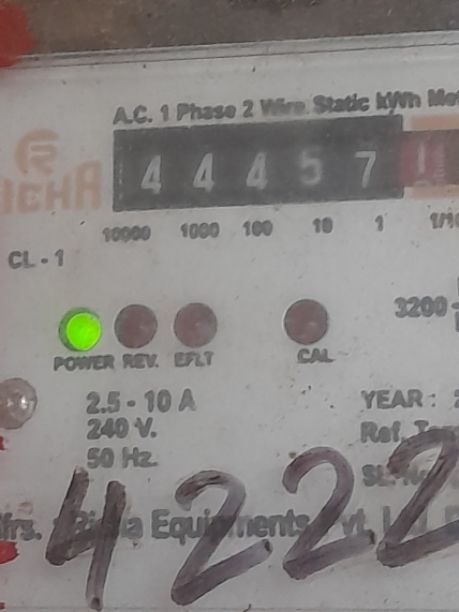 A.C. 1 Phase 2 Wire Static kWh
4 4 4 5 7 1
10000 1000 100 10 1
CL - 1
3200
POWER REV. EFLT CAL
2.5 - 10 A
YEAR :
240 V.
50 Hz.
4222